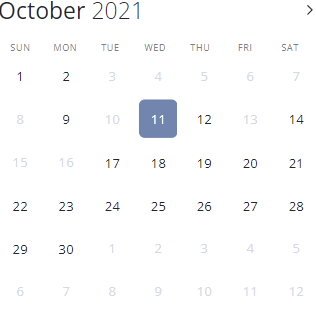 October 2021 >
SUN MON TUE WED THU FRI SAT
1 2 3 4 5 6 7
8 9 10 11 12 13 14
15 16 17 18 19 20 21
22 23 24 25 26 27 28
29 30 1 2 3 4 5
6 7 8 9 10 11 12